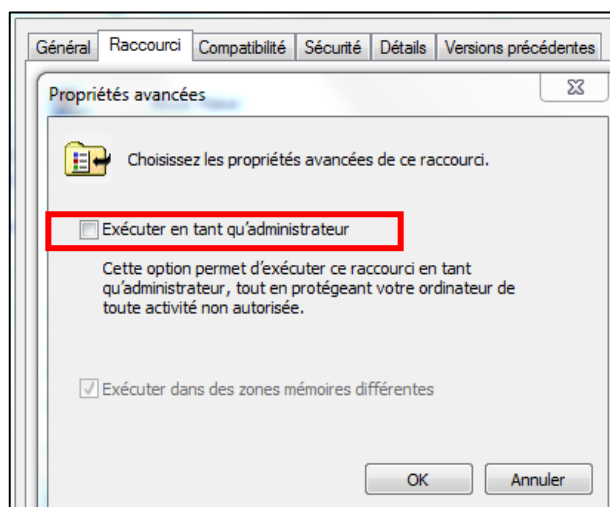 Général Raccourci Compatibilité Sécurité Détails Versions précédentes
Propriétés avancées
Choisissez les propriétés avancées de ce raccourci.
Exécuter en tant qu'administrateur
Cette option permet d'exécuter ce raccourci en tant
qu'administrateur, tout en protégeant votre ordinateur de
toute activité non autorisée.
Exécuter dans des zones mémoires différentes
OK Annuler